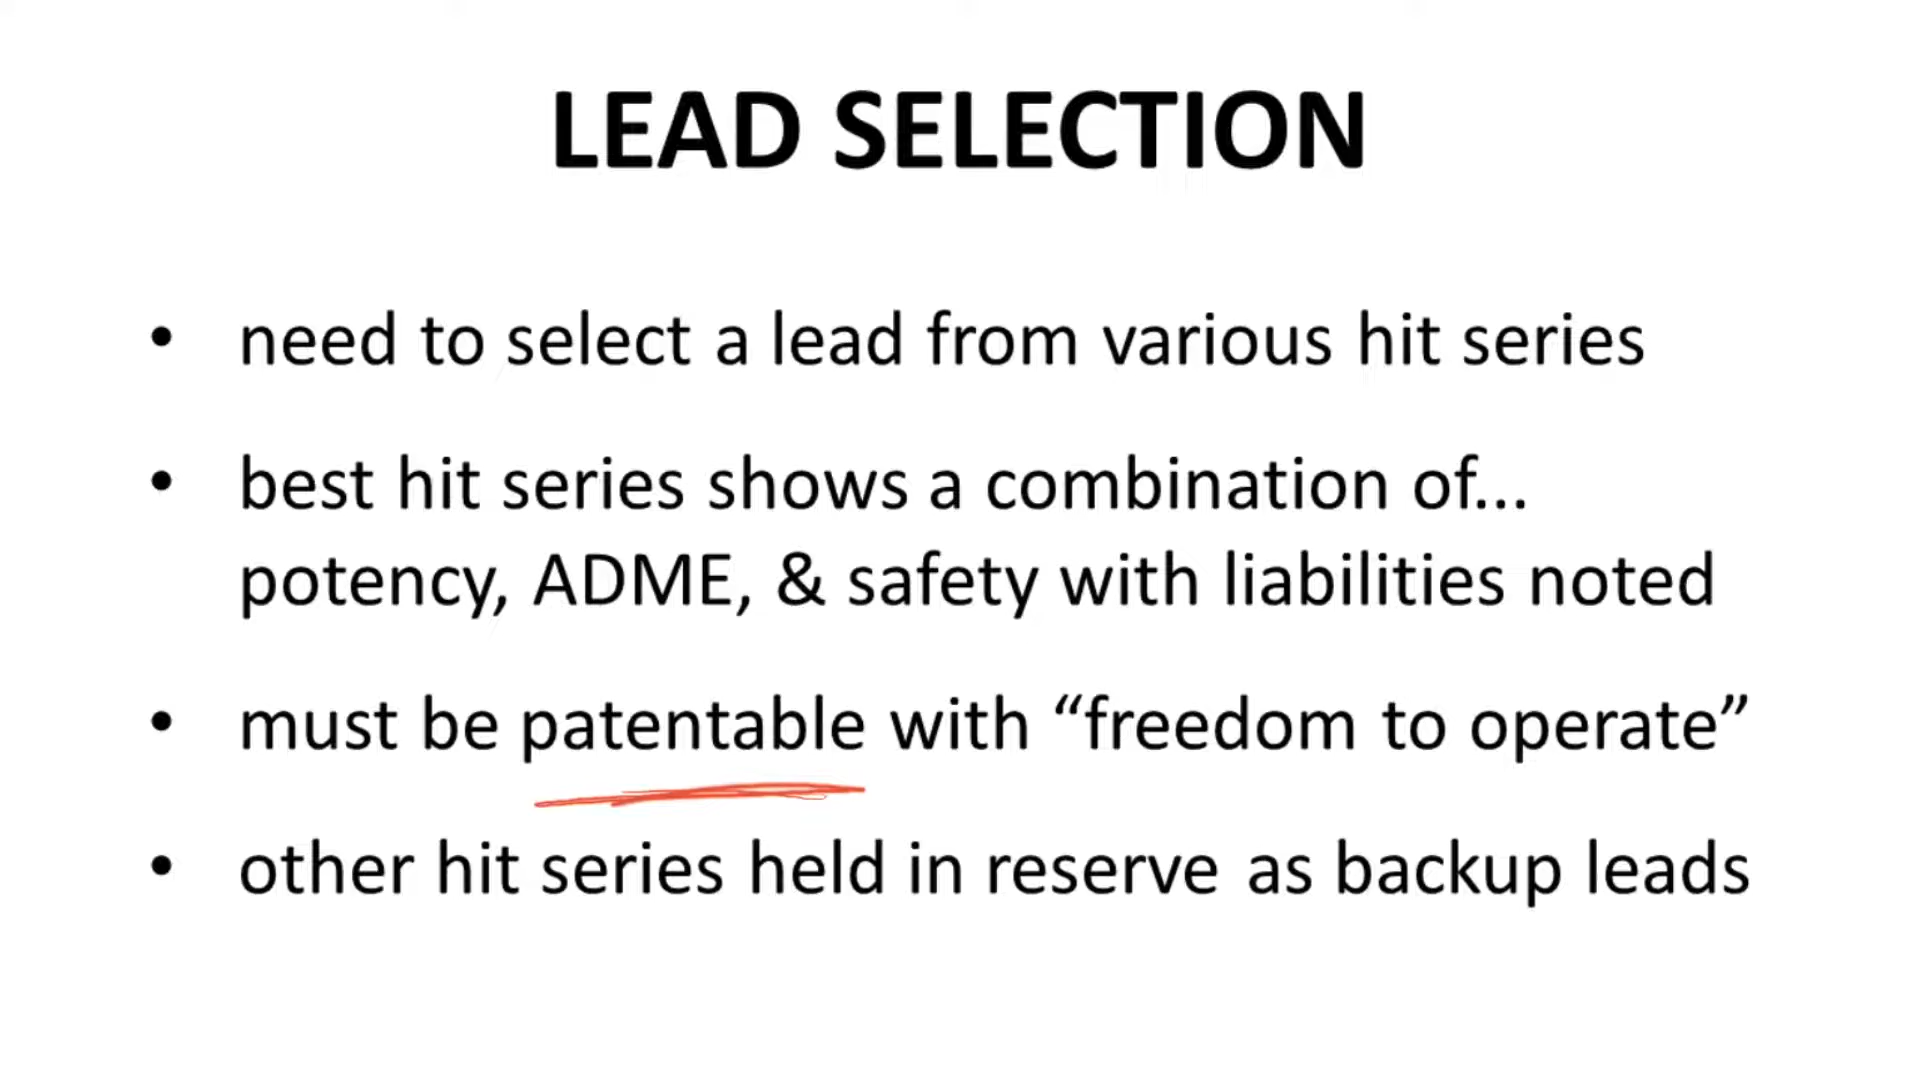 LEAD SELECTION
• need to select a lead from various hit series
• best hit series shows a combination of...
potency, ADME, & safety with liabilities noted
• must be patentable with “freedom to operate”
• other hit series held in reserve as backup leads